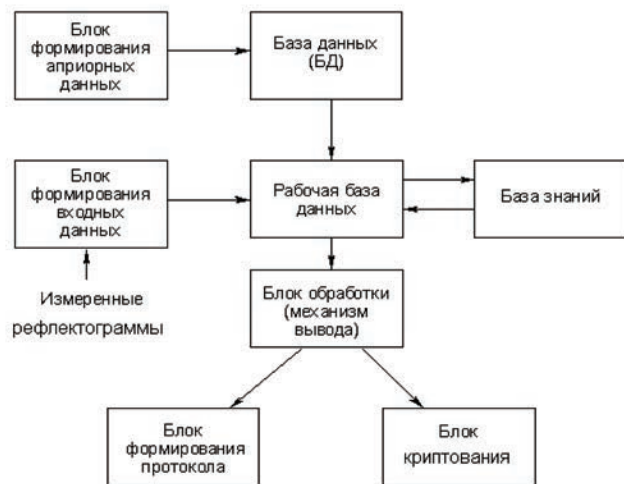 Блок
формирования
априорных
данных
База данных
(БД)
Блок
формирования
входных
данных
Рабочая база
данных
База знаний
Измеренные
рефлектограммы
Блок обработки
(механизм
вывода)
Блок
формирования
протокола
Блок
криптования